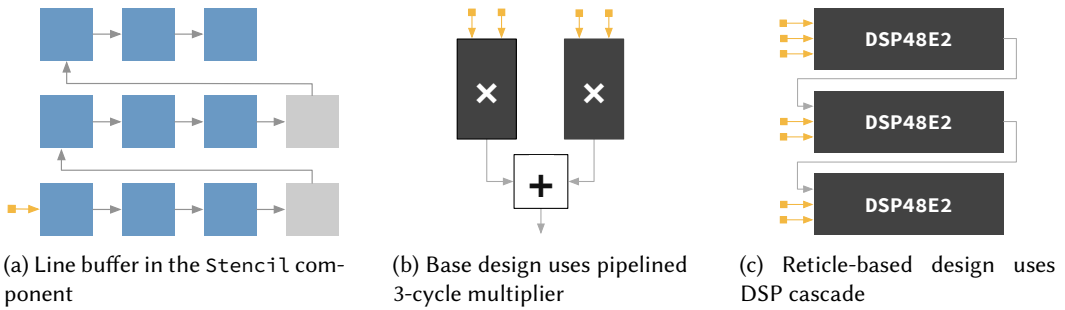 ×
×
+
DSP48E2
DSP48E2
DSP48E2
(a) Line buffer in the Stencil com-
ponent
(b) Base design uses pipelined
3-cycle multiplier
(c) Reticle-based design uses
DSP cascade